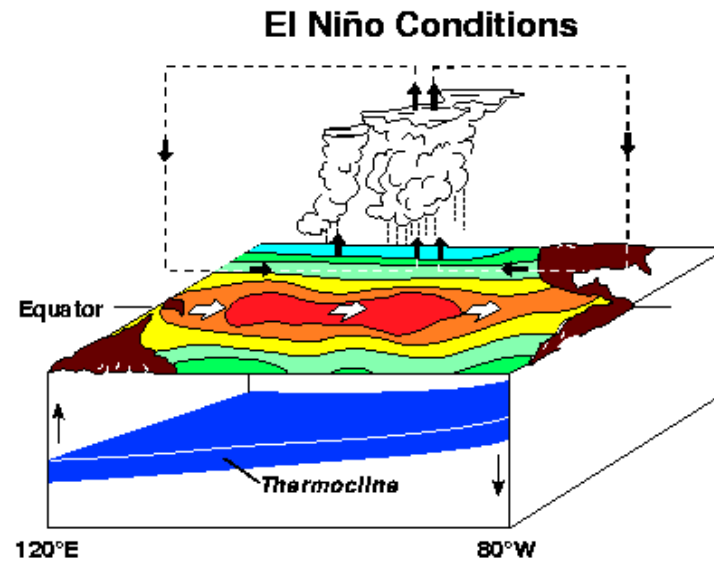 El Niño Conditions
Equator
Thermocline
120°E
80°W